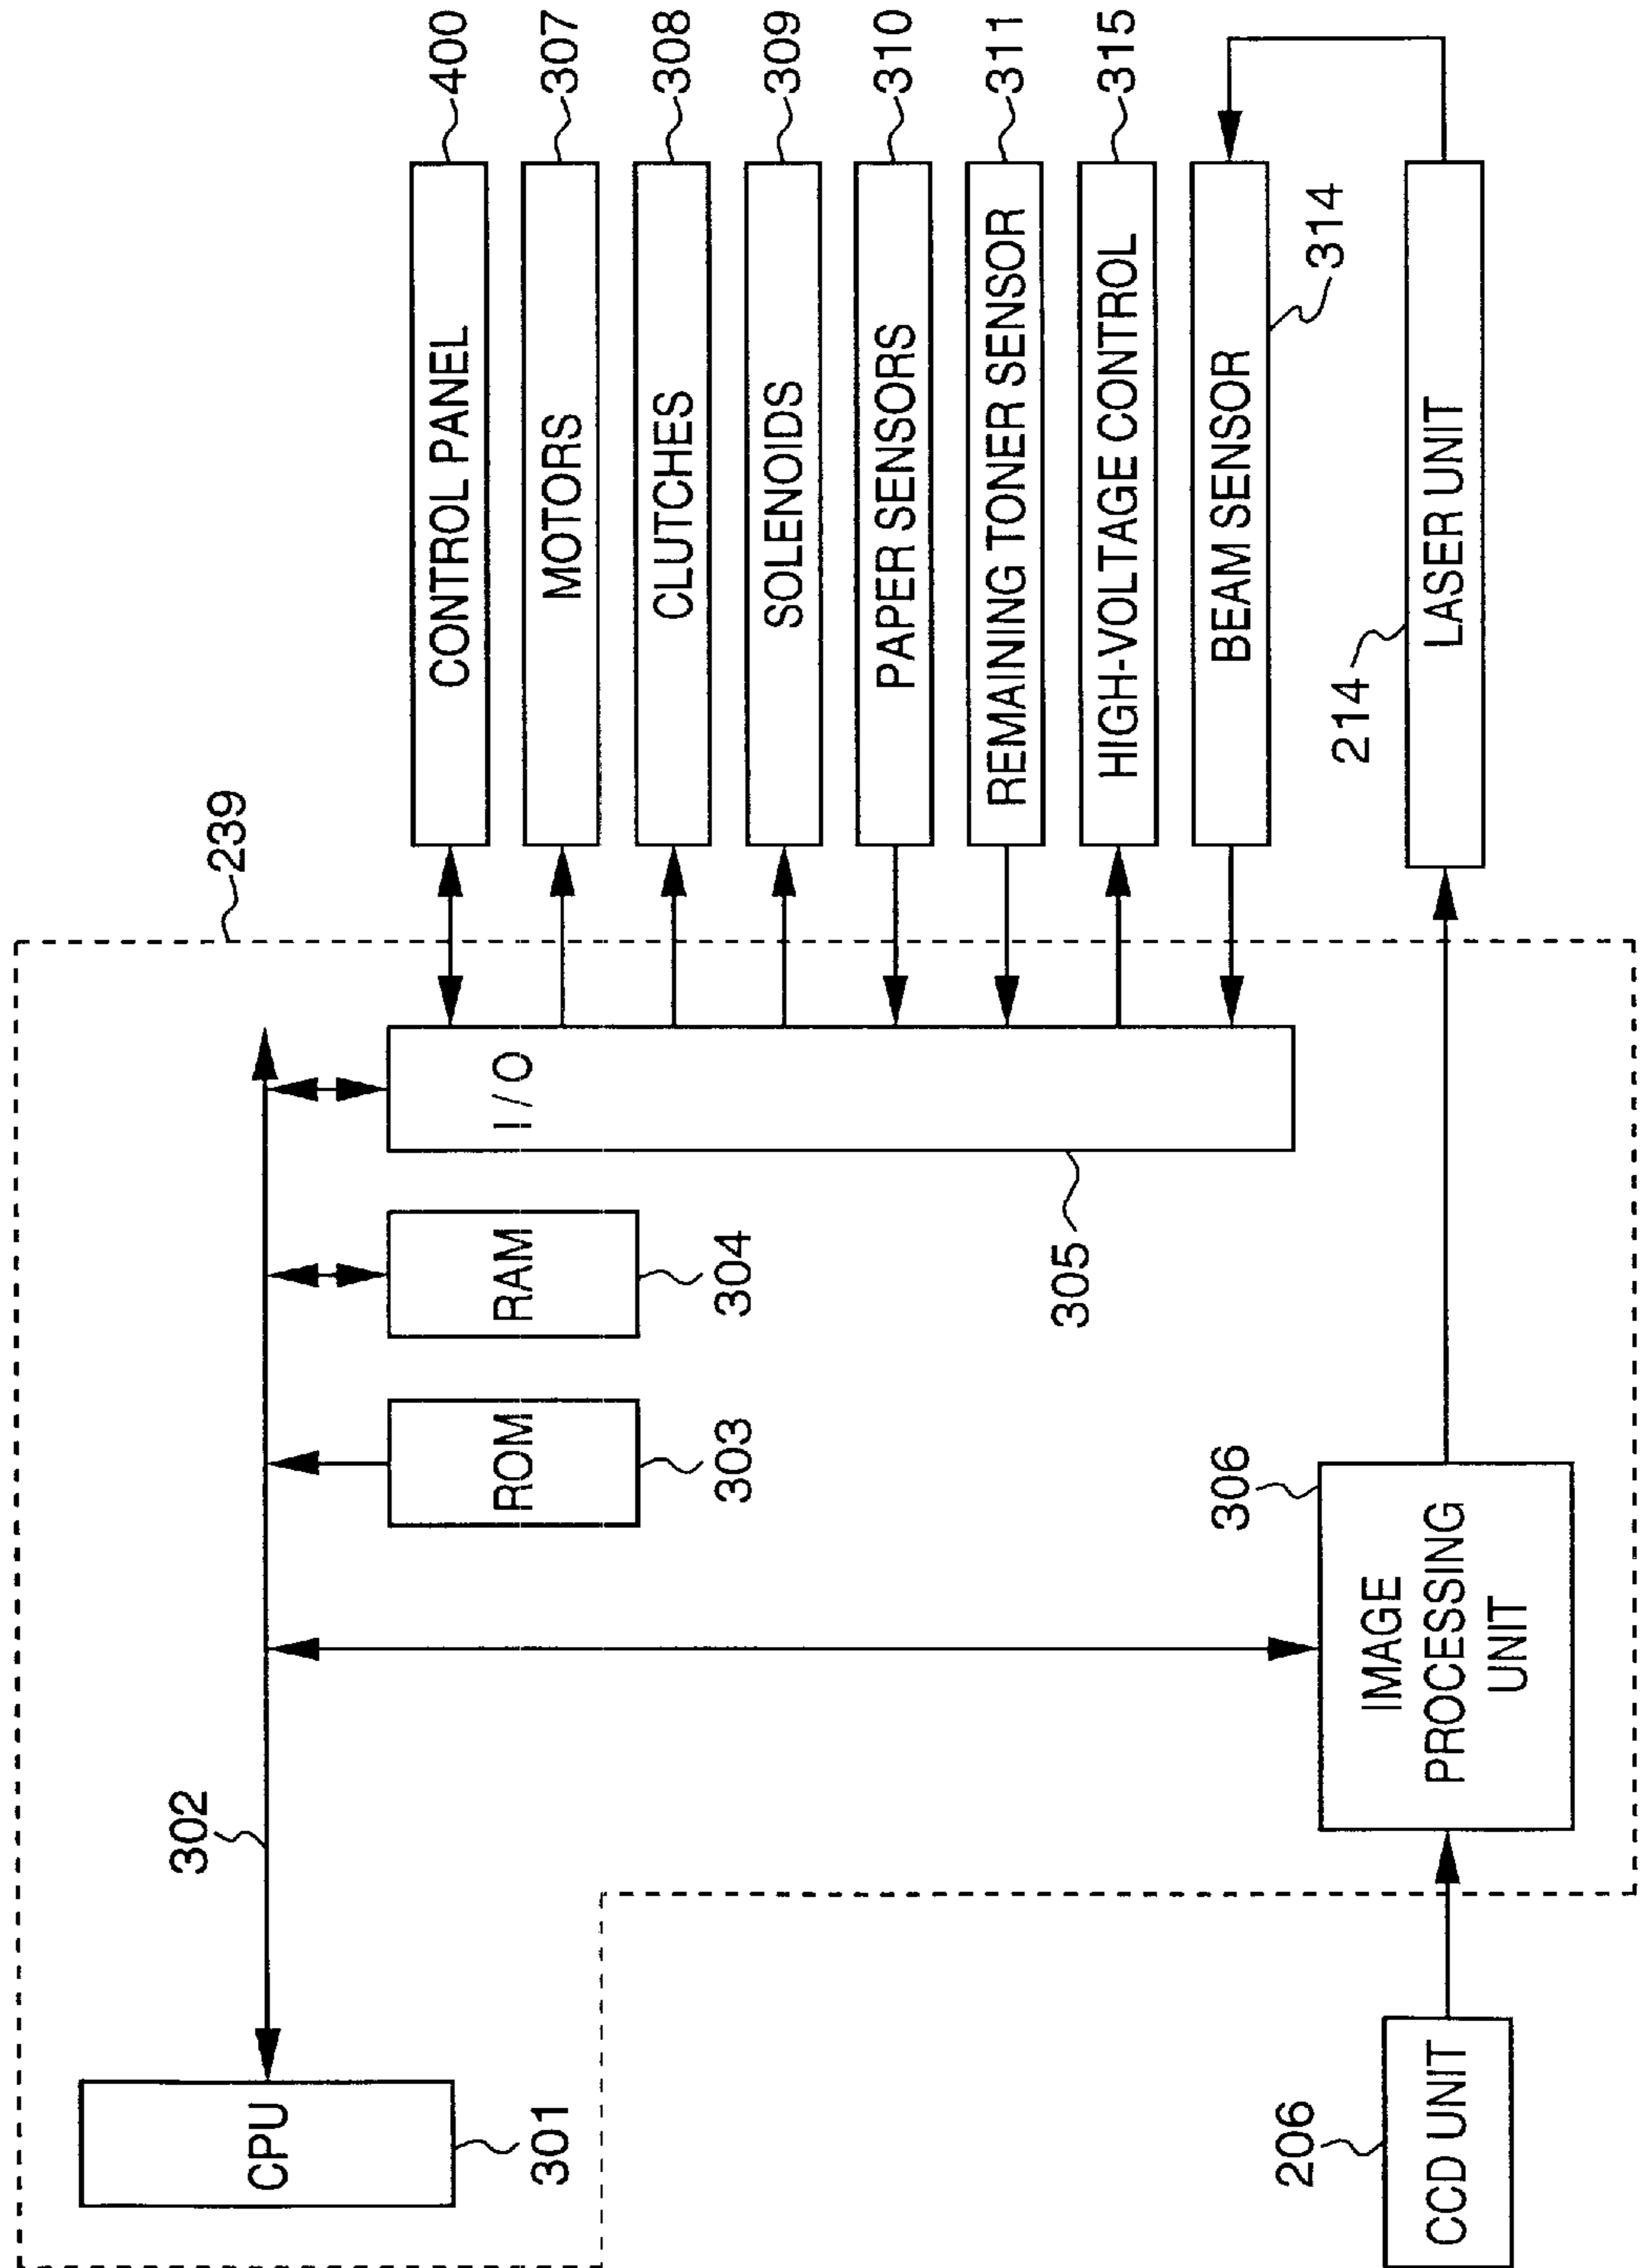 239
CPU
301
302
ROM
303
RAM
304
I / O
305
CONTROL PANEL
400
MOTORS
307
CLUTCHES
308
SOLENOIDS
309
PAPER SENSORS
310
REMAINING TONER SENSOR
311
HIGH-VOLTAGE CONTROL
315
BEAM SENSOR
314
206
CCD UNIT
306
IMAGE
PROCESSING
UNIT
214
LASER UNIT